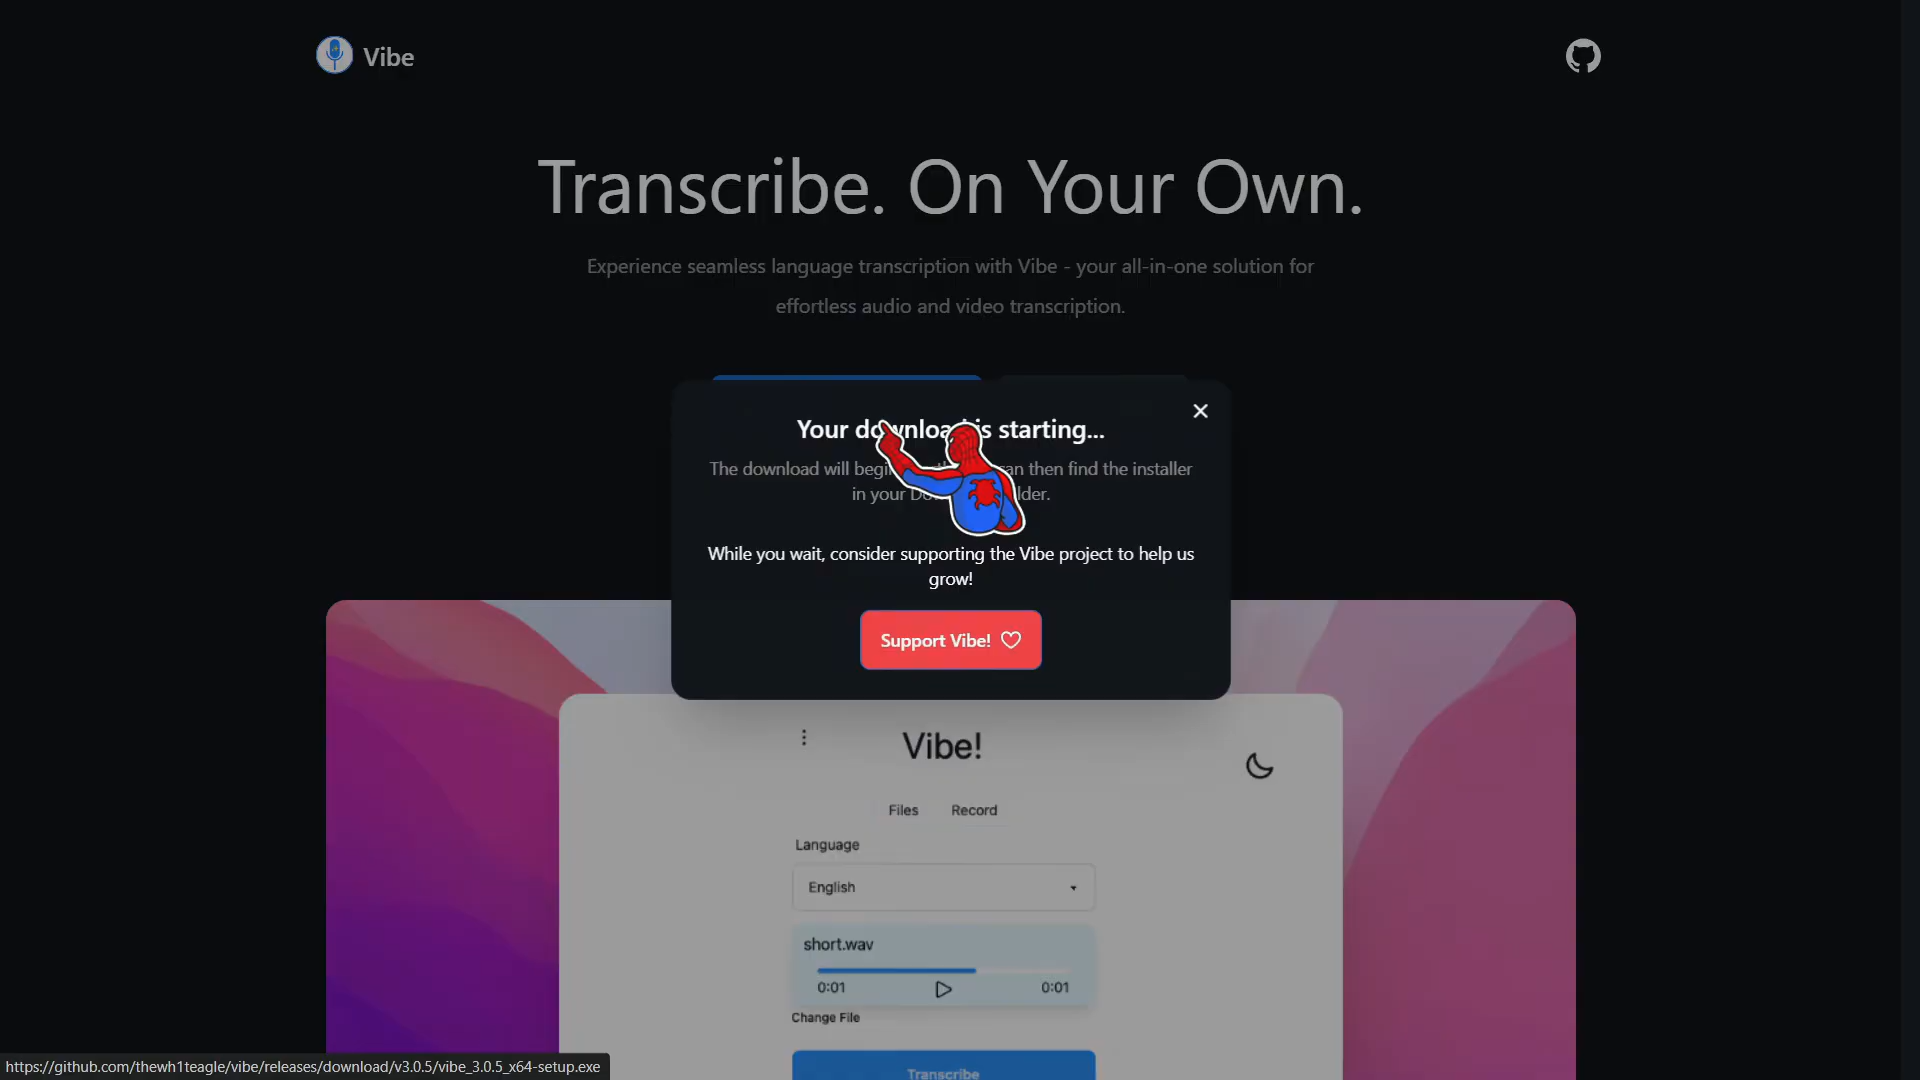 Vibe
Transcribe. On Your Own.
Experience seamless language transcription with Vibe - your all-in-one solution for
effortless audio and video transcription.
Your download is starting...
The download will begin can then find the installer
in your lder.
While you wait, consider supporting the Vibe project to help us
grow!
Support Vibe!
Vibe!
Files Record
Language
English
short.wav
0:01 0:01
Change File
Transcribe
https://github.com/thewh1teagle/vibe/releases/download/v3.0.5/vibe_3.0.5_x64-setup.exe